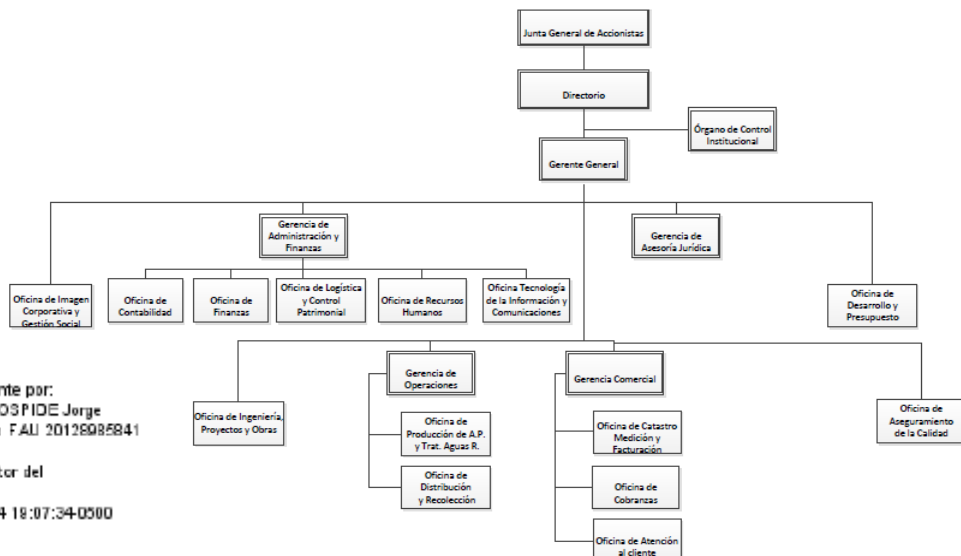 Junta General de Accionistas
Directorio
Órgano de Control
Institucional
Gerente General
Gerencia de
Administración y
Finanzas
Gerencia de
Asesoría Jurídica
Oficina de Imagen
Corporativa y
Gestión Social
Oficina de
Contabilidad
Oficina de
Finanzas
Oficina de Logística
y Control
Patrimonial
Oficina de Recursos
Humanos
Oficina Tecnología
de la Información y
Comunicaciones
Oficina de
Desarrollo y
Presupuesto
Gerencia de
Operaciones
Gerencia Comercial
Oficina de Ingeniería,
Proyectos y Obras
Oficina de
Aseguramiento
de la Calidad
Oficina de
Producción de A.P.
y Trat. Aguas R.
Oficina de Catastro
Medición y
Facturación
Oficina de
Distribución
y Recolección
Oficina de
Cobranzas
Oficina de Atención
al cliente
nte por:
OSPIDE Jorge
FAU 20128985841
tor del
4 18:07:34-0500